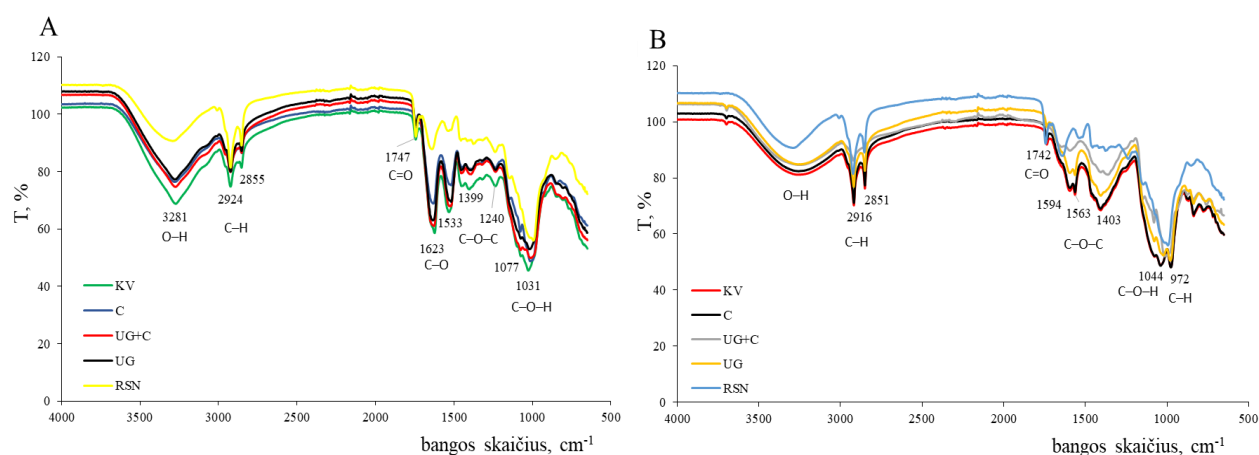 A
T, %
120
100
80
60
40
20
0
4000 3500 3000 2500 2000 1500 1000 500
bangos skaičius, cm-1
3281
O–H
2924
2855
C–H
1747
C=O
1623
C–O
1533
1399
1240
C–O–C
1077
1031
C–O–H
KV
C
UG+C
UG
RSN
B
T, %
120
100
80
60
40
20
0
4000 3500 3000 2500 2000 1500 1000 500
bangos skaičius, cm-1
O–H
2916
2851
C–H
1742
C=O
1594
1563
1403
C–O–C
1044
972
C–O–H
C–H
KV
C
UG+C
UG
RSN